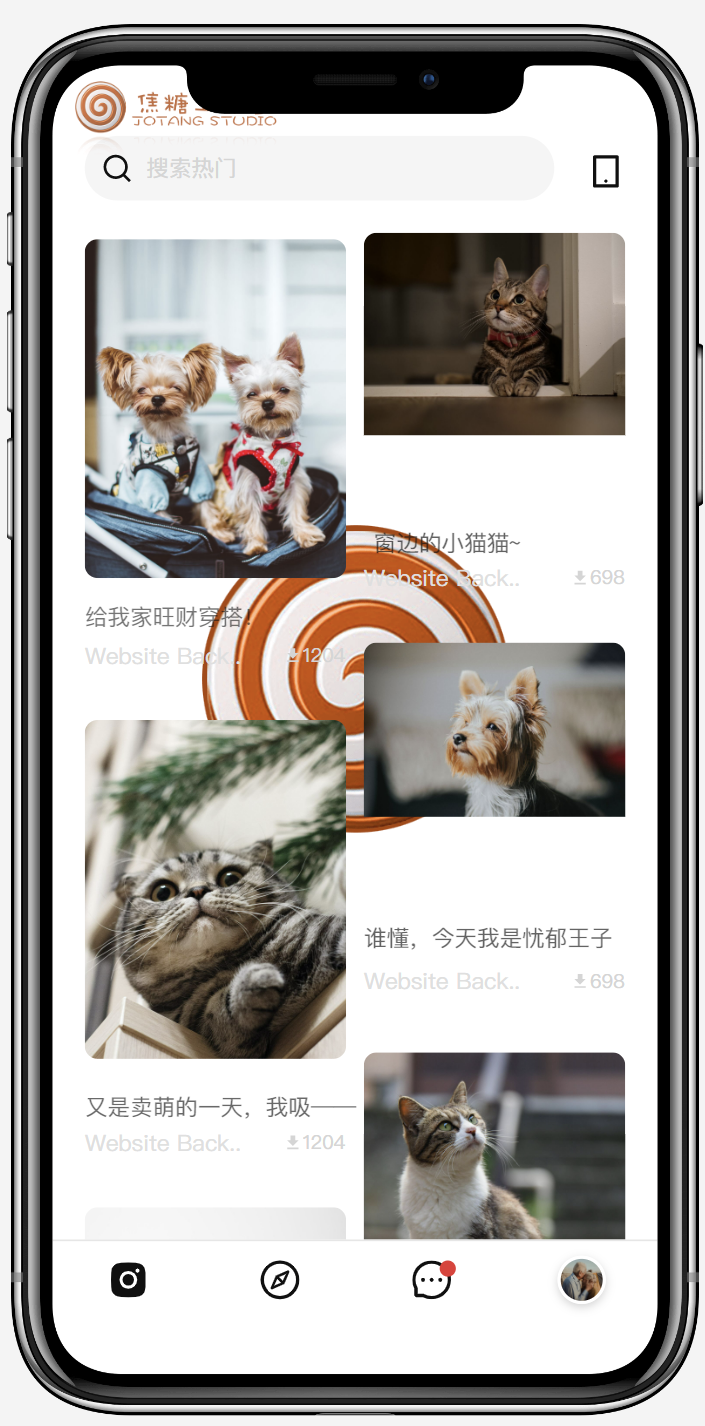 焦糖
JOTANG STUDIO
搜索热门
窗边的小猫猫~
Website Back..
698
给我家旺财穿搭！
Website Back..
1204
谁懂，今天我是忧郁王子
Website Back..
698
又是卖萌的一天，我吸——
Website Back..
1204